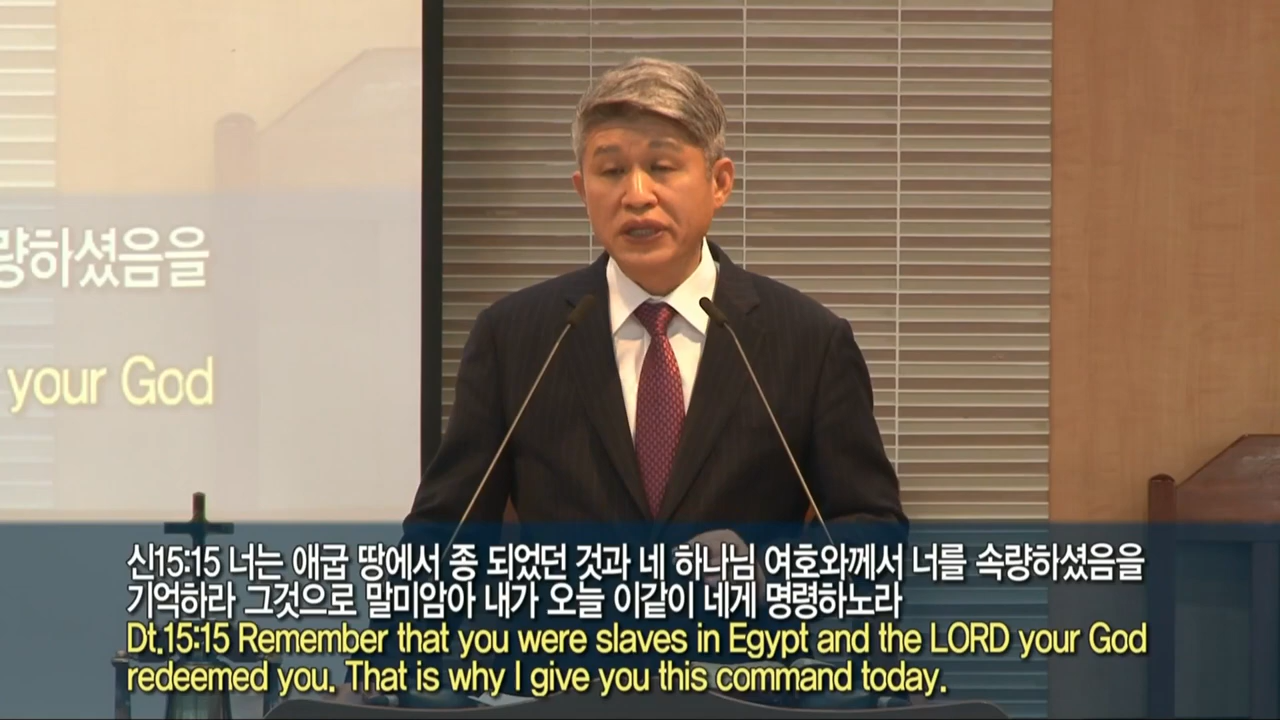 량하셨음을
your God
신15:15 너는 애굽 땅에서 종 되었던 것과 네 하나님 여호와께서 너를 속량하셨음을
기억하라 그것으로 말미암아 내가 오늘 이같이 네게 명령하노라
Dt.15:15 Remember that you were slaves in Egypt and the LORD your God
redeemed you. That is why I give you this command today.